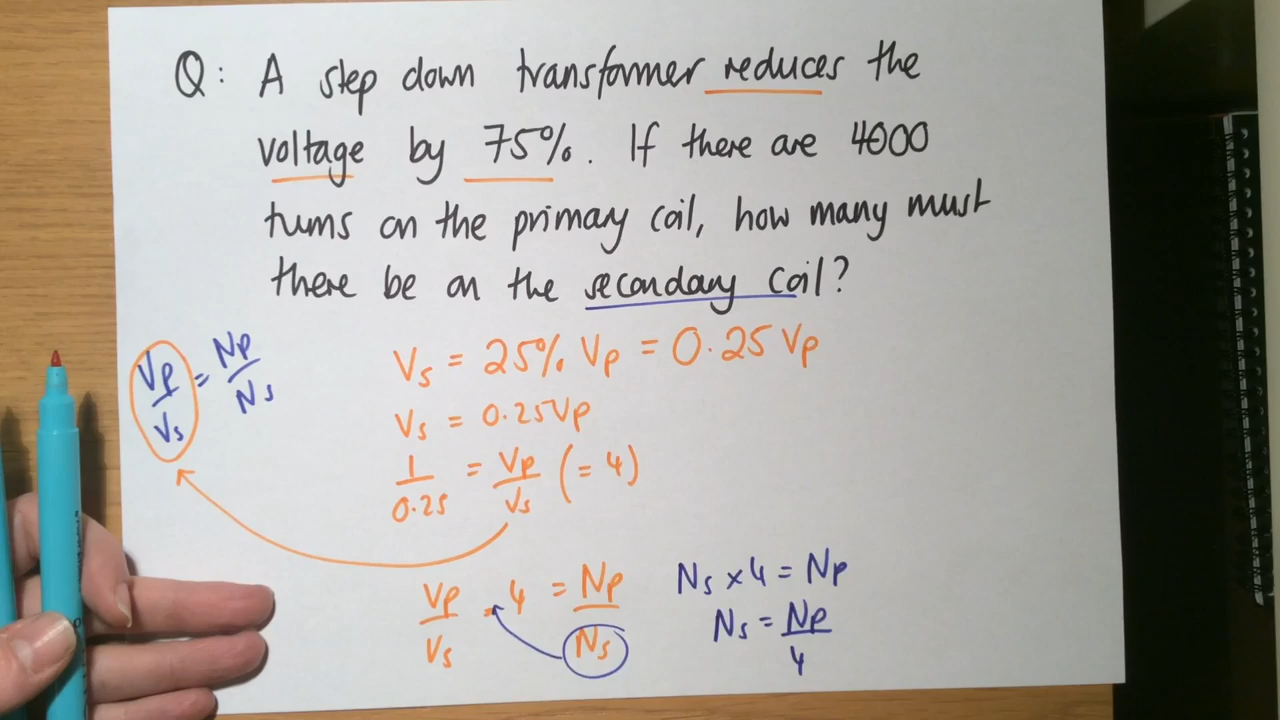 Q: A step down transformer reduces the
voltage by 75%. If there are 4000
turns on the primary coil, how many must
there be on the secondary coil?
Vp/Vs = Np/Ns
Vs = 25% Vp = 0.25 Vp
Vs = 0.25Vp
1/0.25 = Vp/Vs (= 4)
Vp/Vs = 4 = Np/Ns
Ns × 4 = Np
Ns = Np/4